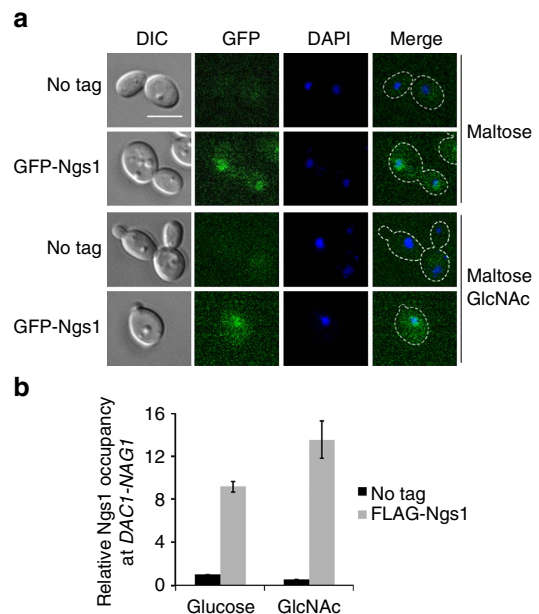 a
DIC GFP DAPI Merge
No tag
GFP-Ngs1
Maltose
No tag
GFP-Ngs1
Maltose
GlcNAc
b
Relative Ngs1 occupancy
at DAC1-NAG1
16
12
8
4
0
Glucose GlcNAc
No tag
FLAG-Ngs1